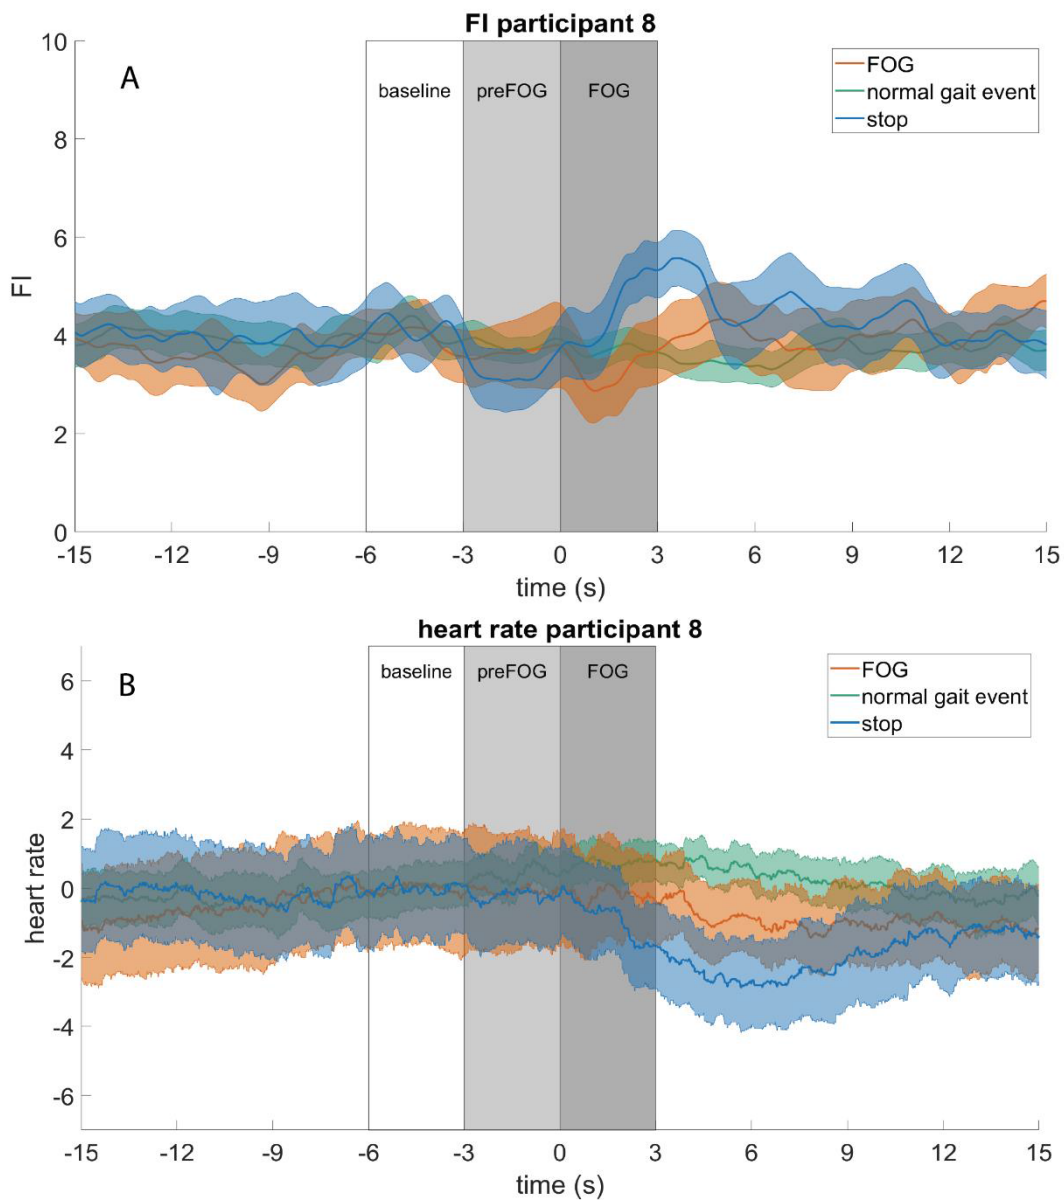 FI participant 8
A
baseline
preFOG
FOG
FOG
normal gait event
stop
10
8
6
4
2
0
FI
-15 -12 -9 -6 -3 0 3 6 9 12 15
time (s)
heart rate participant 8
B
baseline
preFOG
FOG
FOG
normal gait event
stop
6
4
2
0
-2
-4
-6
heart rate
-15 -12 -9 -6 -3 0 3 6 9 12 15
time (s)